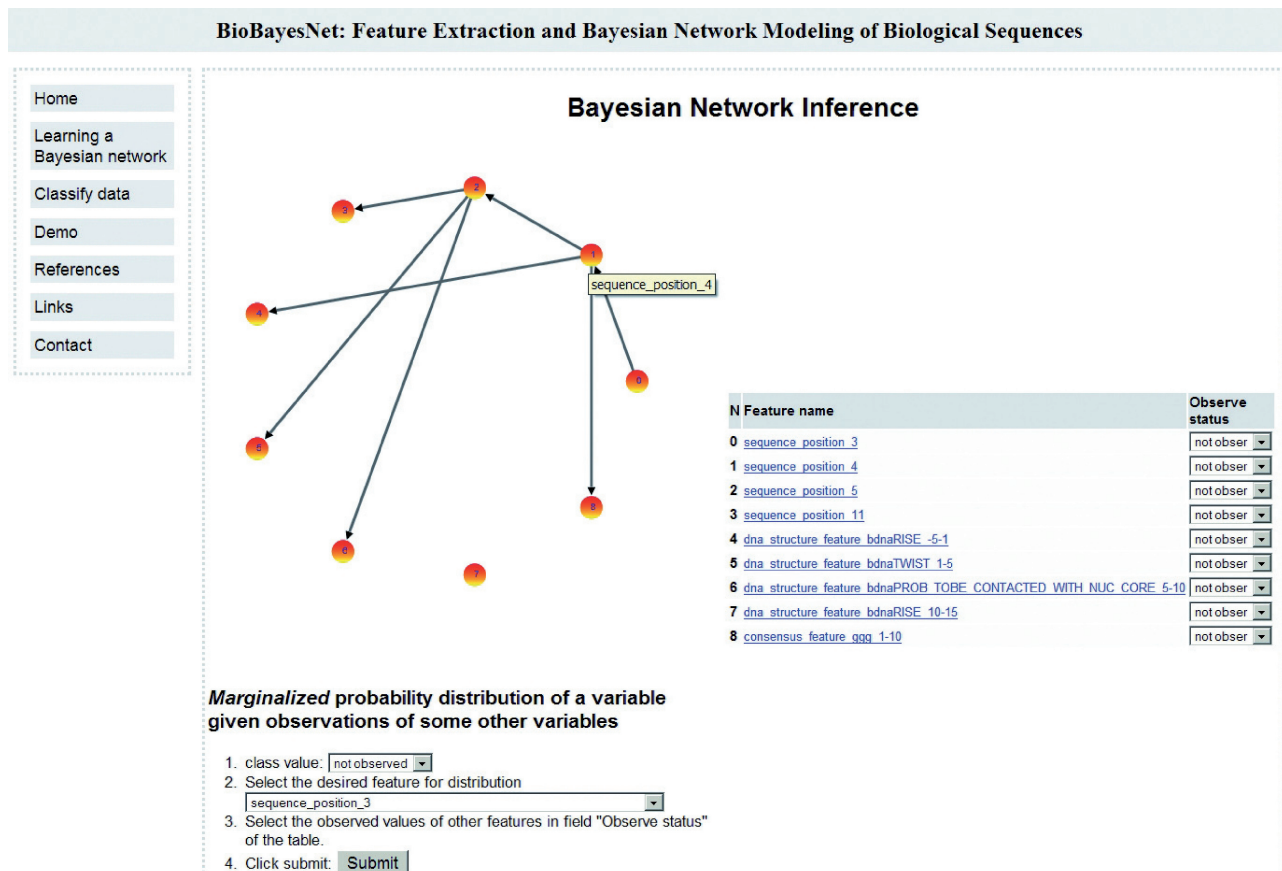 BioBayesNet: Feature Extraction and Bayesian Network Modeling of Biological Sequences
Home
Learning a
Bayesian network
Classify data
Demo
References
Links
Contact
Bayesian Network Inference
2
3
1
sequence_position_4
4
0
5
8
6
7
N Feature name Observe status
0 sequence_position_3 not obser
1 sequence_position_4 not obser
2 sequence_position_5 not obser
3 sequence_position_11 not obser
4 dna_structure_feature_bdnaRISE_-5-1 not obser
5 dna_structure_feature_bdnaTWIST_1-5 not obser
6 dna_structure_feature_bdnaPROB_TOBE_CONTACTED_WITH_NUC_CORE_5-10 not obser
7 dna_structure_feature_bdnaRISE_10-15 not obser
8 consensus_feature_ggg_1-10 not obser
Marginalized probability distribution of a variable
given observations of some other variables
1. class value: not observed
2. Select the desired feature for distribution
sequence_position_3
3. Select the observed values of other features in field "Observe status"
of the table.
4. Click submit: Submit